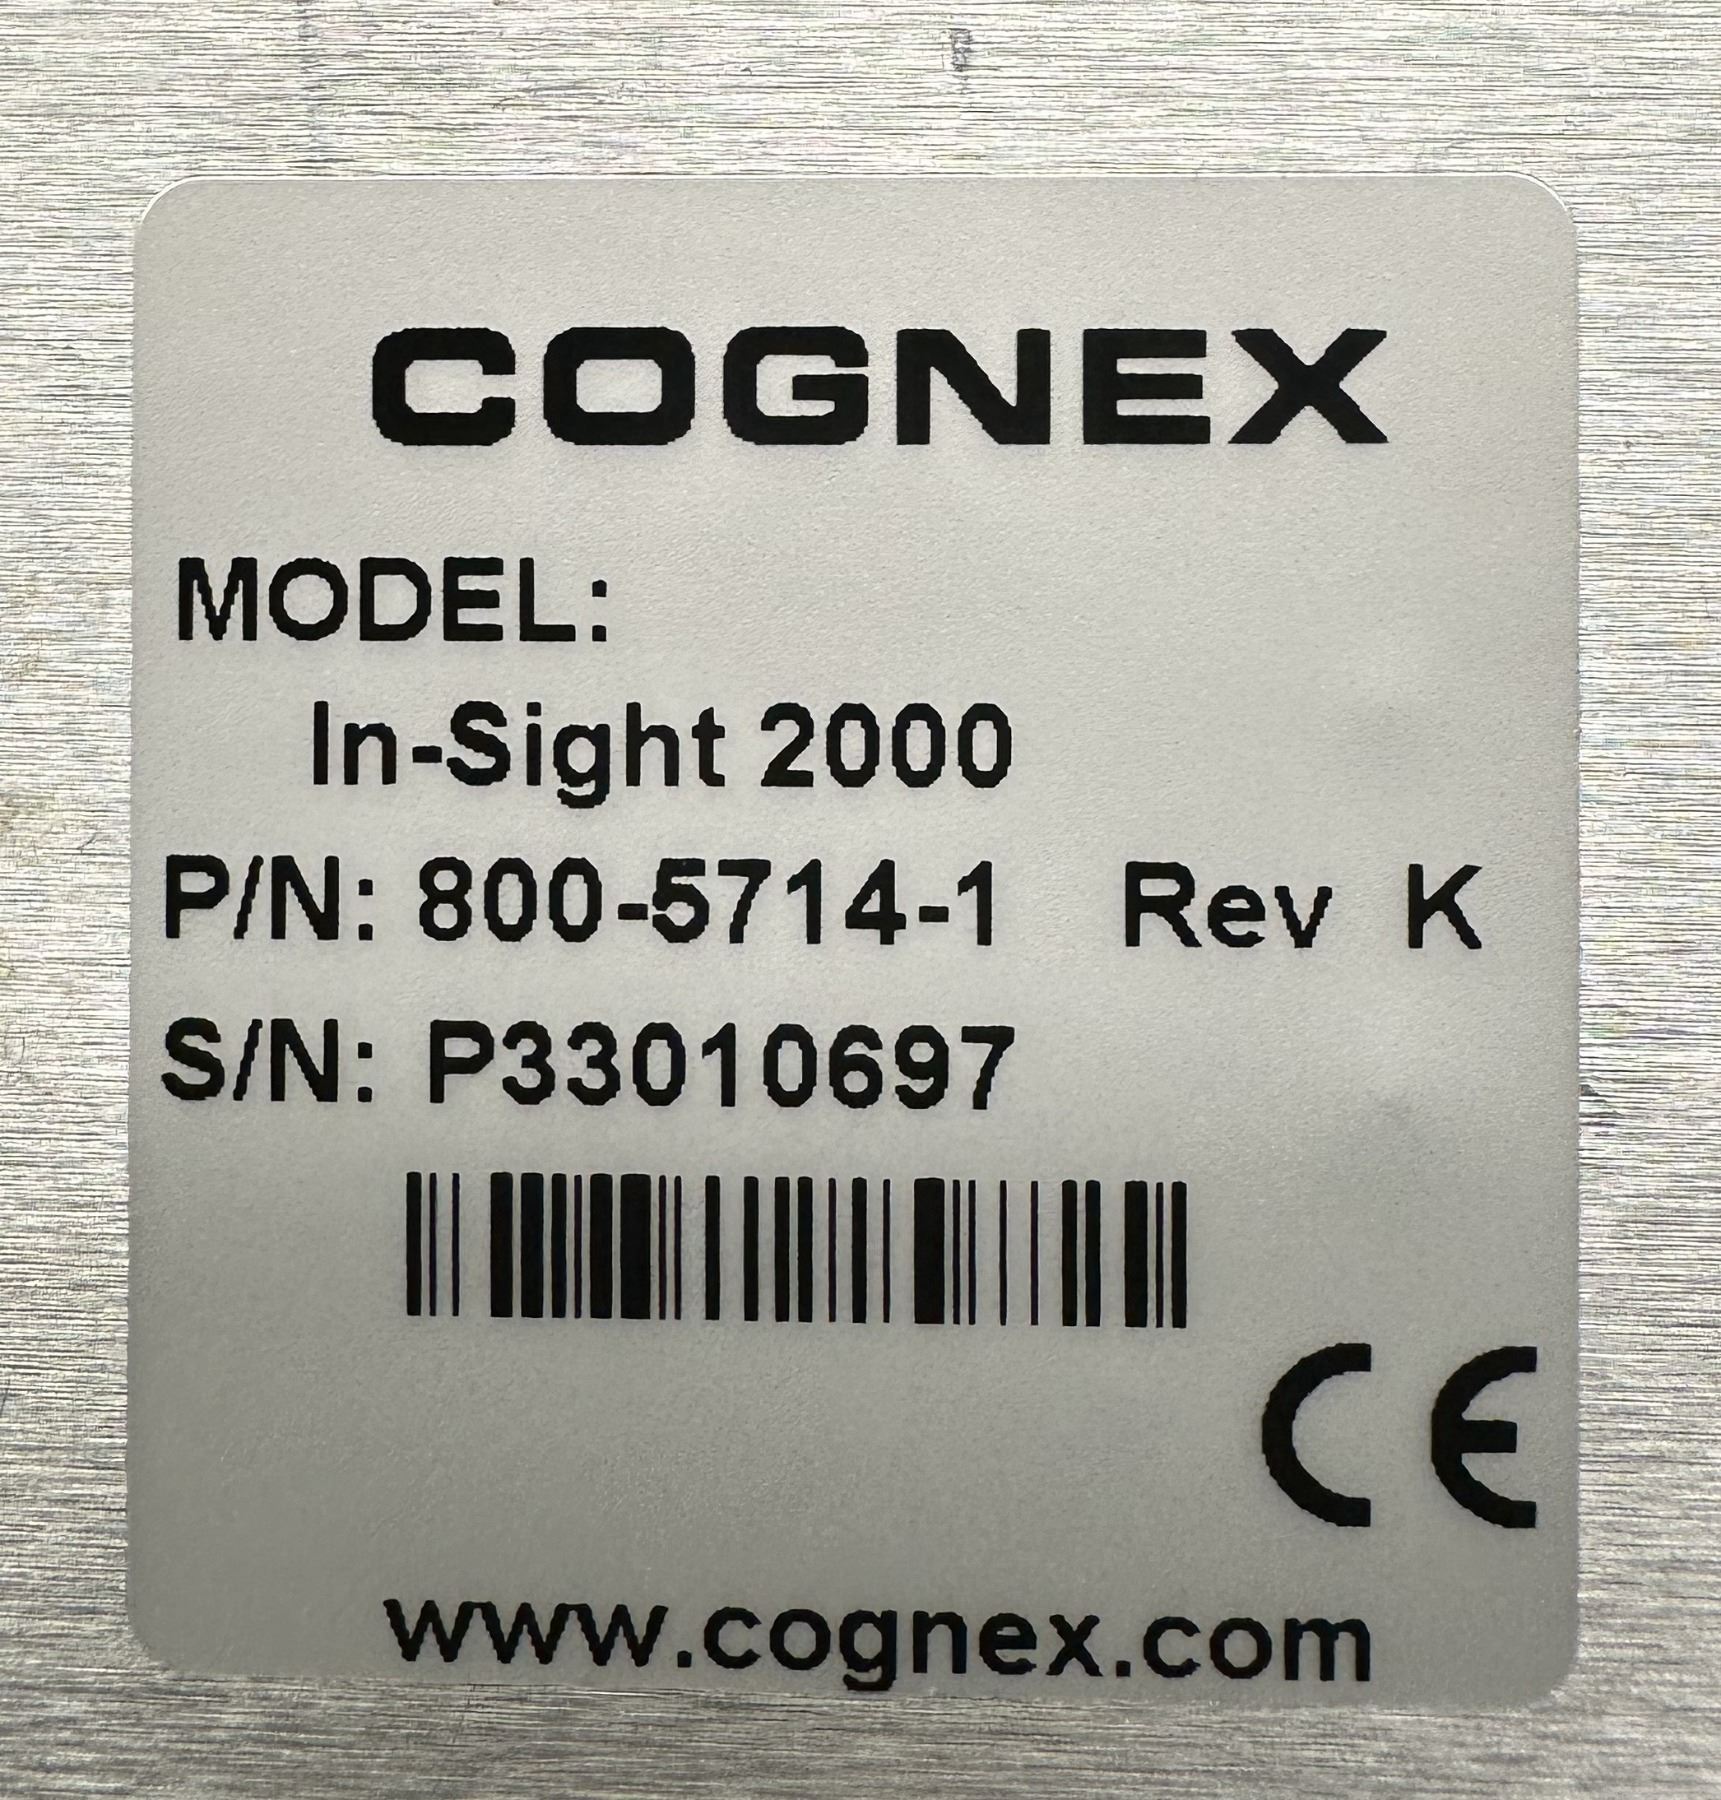 COGNEX
MODEL:
In-Sight 2000
P/N: 800-5714-1 Rev K
S/N: P33010697
CE
www.cognex.com